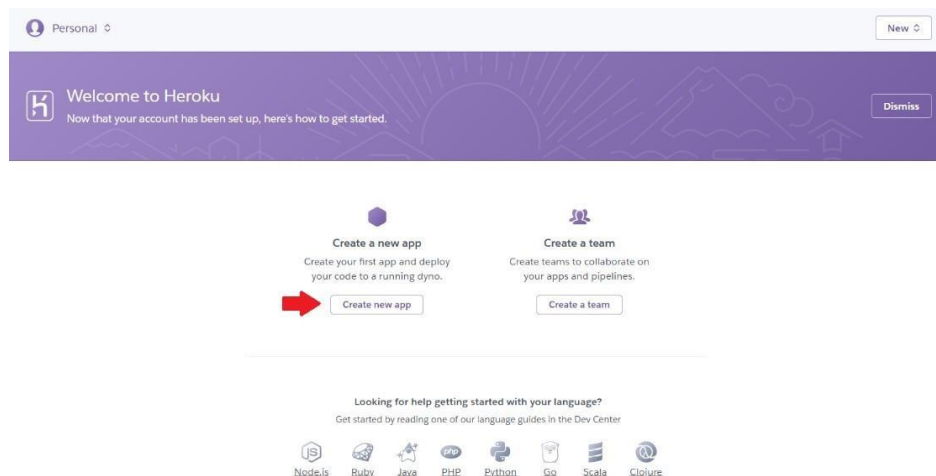 Personal
New
Welcome to Heroku
Now that your account has been set up, here's how to get started.
Dismiss
Create a new app
Create your first app and deploy
your code to a running dyno.
Create new app
Create a team
Create teams to collaborate on
your apps and pipelines.
Create a team
Looking for help getting started with your language?
Get started by reading one of our language guides in the Dev Center
php
Node.js Ruby Java PHP Python Go Scala Clojure